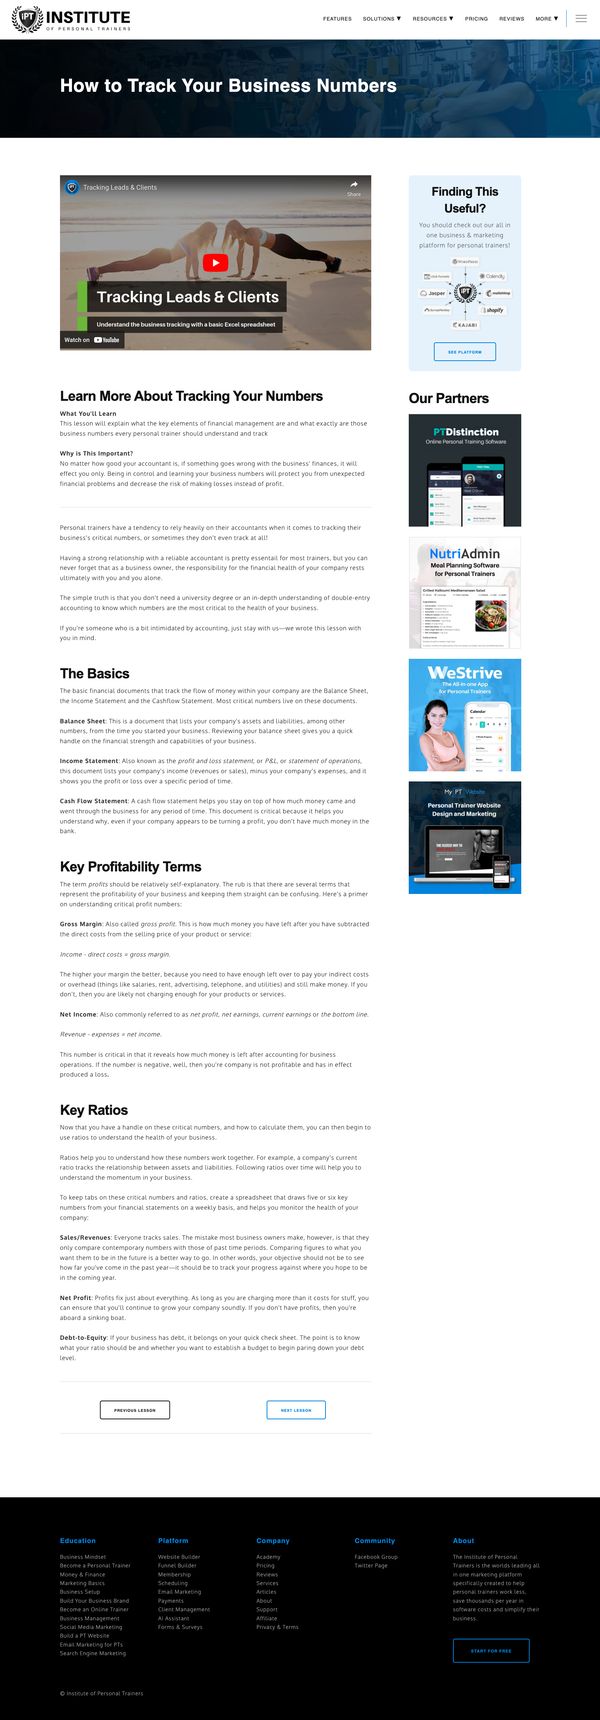 IPT INSTITUTE
OF PERSONAL TRAINERS
FEATURES SOLUTIONS ▼ RESOURCES ▼ PRICING REVIEWS MORE ▼
How to Track Your Business Numbers
Tracking Leads & Clients
Share
Tracking Leads & Clients
Understand the business tracking with a basic Excel spreadsheet
Watch on YouTube
Learn More About Tracking Your Numbers
What You'll Learn
This lesson will explain what the key elements of financial management are and what exactly are those
business numbers every personal trainer should understand and track
Why is This Important?
No matter how good your accountant is, if something goes wrong with the business' finances, it will
effect you only. Being in control and learning your business numbers will protect you from unexpected
financial problems and decrease the risk of making losses instead of profit.
Personal trainers have a tendency to rely heavily on their accountants when it comes to tracking their
business's critical numbers, or sometimes they don't even track at all!
Having a strong relationship with a reliable accountant is pretty essentail for most trainers, but you can
never forget that as a business owner, the responsibility for the financial health of your company rests
ultimately with you and you alone.
The simple truth is that you don't need a university degree or an in-depth understanding of double-entry
accounting to know which numbers are the most critical to the health of your business.
If you're someone who is a bit intimidated by accounting, just stay with us—we wrote this lesson with
you in mind.
The Basics
The basic financial documents that track the flow of money within your company are the Balance Sheet,
the Income Statement and the Cashflow Statement. Most critical numbers live on these documents.
Balance Sheet: This is a document that lists your company's assets and liabilities, among other
numbers, from the time you started your business. Reviewing your balance sheet gives you a quick
handle on the financial strength and capabilities of your business.
Income Statement: Also known as the profit and loss statement, or P&L, or statement of operations,
this document lists your company's income (revenues or sales), minus your company's expenses, and it
shows you the profit or loss over a specific period of time.
Cash Flow Statement: A cash flow statement helps you stay on top of how much money came and
went through the business for any period of time. This document is critical because it helps you
understand why, even if your company appears to be turning a profit, you don't have much money in the
bank.
Key Profitability Terms
The term profits should be relatively self-explanatory. The rub is that there are several terms that
represent the profitability of your business and keeping them straight can be confusing. Here's a primer
on understanding critical profit numbers:
Gross Margin: Also called gross profit. This is how much money you have left after you have subtracted
the direct costs from the selling price of your product or service:
Income - direct costs = gross margin.
The higher your margin the better, because you need to have enough left over to pay your indirect costs
or overhead (things like salaries, rent, advertising, telephone, and utilities) and still make money. If you
don't, then you are likely not charging enough for your products or services.
Net Income: Also commonly referred to as net profit, net earnings, current earnings or the bottom line.
Revenue - expenses = net income.
This number is critical in that it reveals how much money is left after accounting for business
operations. If the number is negative, well, then you're company is not profitable and has in effect
produced a loss.
Key Ratios
Now that you have a handle on these critical numbers, and how to calculate them, you can then begin to
use ratios to understand the health of your business.
Ratios help you to understand how these numbers work together. For example, a company's current
ratio tracks the relationship between assets and liabilities. Following ratios over time will help you to
understand the momentum in your business.
To keep tabs on these critical numbers and ratios, create a spreadsheet that draws five or six key
numbers from your financial statements on a weekly basis, and helps you monitor the health of your
company:
Sales/Revenues: Everyone tracks sales. The mistake most business owners make, however, is that they
only compare contemporary numbers with those of past time periods. Comparing figures to what you
want them to be in the future is a better way to go. In other words, your objective should not be to see
how far you've come in the past year—it should be to track your progress against where you hope to be
in the coming year.
Net Profit: Profits fix just about everything. As long as you are charging more than it costs for stuff, you
can ensure that you'll continue to grow your company soundly. If you don't have profits, then you're
aboard a sinking boat.
Debt-to-Equity: If your business has debt, it belongs on your quick check sheet. The point is to know
what your ratio should be and whether you want to establish a budget to begin paring down your debt
level.
PREVIOUS LESSON NEXT LESSON
Finding This
Useful?
You should check out our all in
one business & marketing
platform for personal trainers!
Calendly
Jasper
IPT
mailchimp
shopify
KAJABI
SEE PLATFORM
Our Partners
PTDistinction
Online Personal Training Software
NutriAdmin
Meal Planning Software
for Personal Trainers
Grilled Halloumi Mediterranean Salad
WeStrive
The All-in-one App
for Personal Trainers
Calendar
My PT Website
Personal Trainer Website
Design and Marketing
Education
Business Mindset
Become a Personal Trainer
Money & Finance
Marketing Basics
Business Setup
Build Your Business Brand
Become an Online Trainer
Business Management
Social Media Marketing
Build a PT Website
Email Marketing for PTs
Search Engine Marketing
Platform
Website Builder
Funnel Builder
Membership
Scheduling
Email Marketing
Payments
Client Management
AI Assistant
Forms & Surveys
Company
Academy
Pricing
Reviews
Services
Articles
About
Support
Affiliate
Privacy & Terms
Community
Facebook Group
Twitter Page
About
The Institute of Personal
Trainers is the worlds leading all
in one marketing platform
specifically created to help
personal trainers work less,
save thousands per year in
software costs and simplify their
business.
START FOR FREE
© Institute of Personal Trainers